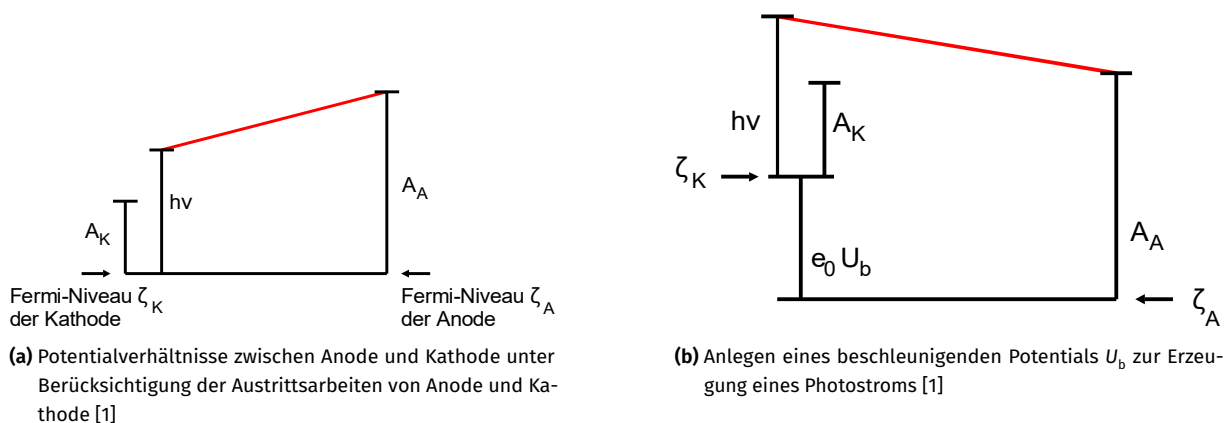 A_K
hν
A_A
Fermi-Niveau ζ_K
der Kathode
Fermi-Niveau ζ_A
der Anode
(a) Potentialverhältnisse zwischen Anode und Kathode unter
Berücksichtigung der Austrittsarbeiten von Anode und Ka-
thode [1]
hν
A_K
ζ_K
e_0 U_b
A_A
ζ_A
(b) Anlegen eines beschleunigenden Potentials U_b zur Erzeu-
gung eines Photostroms [1]